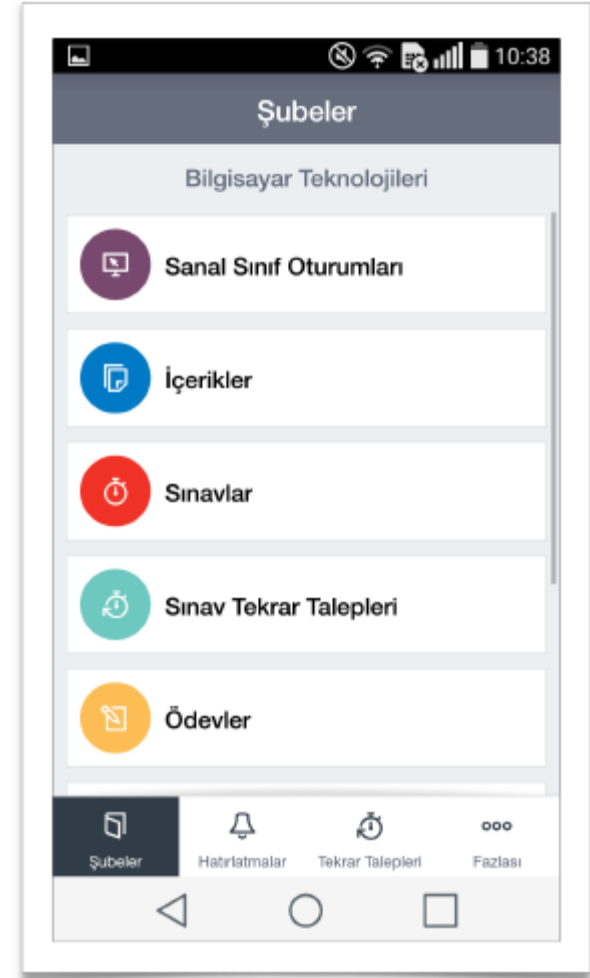 10:38
Şubeler
Bilgisayar Teknolojileri
Sanal Sınıf Oturumları
İçerikler
Sınavlar
Sınav Tekrar Talepleri
Ödevler
Şubeler
Hatırlatmalar
Tekrar Talepleri
Fazlası